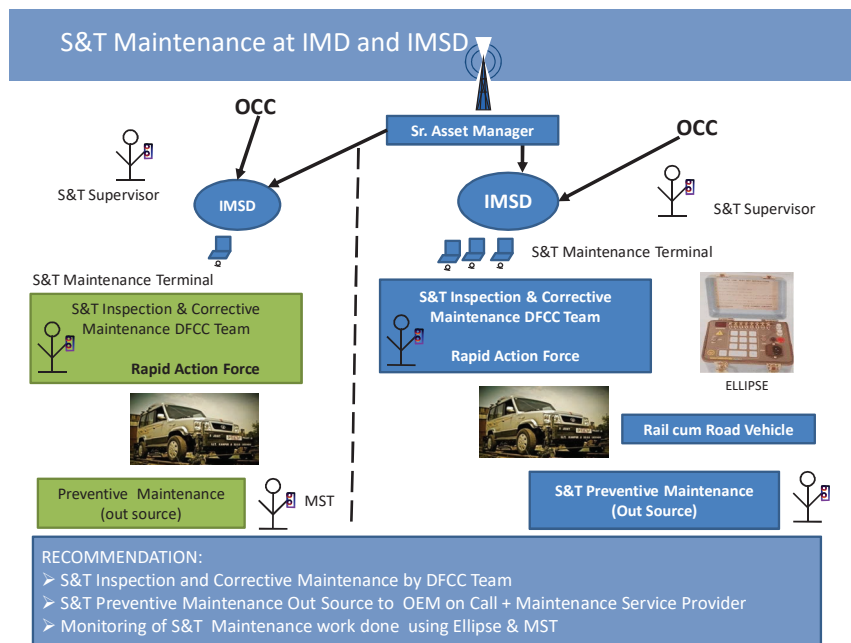 S&T Maintenance at IMD and IMSD
OCC
Sr. Asset Manager
OCC
S&T Supervisor
IMSD
IMSD
S&T Supervisor
S&T Maintenance Terminal
S&T Maintenance Terminal
S&T Inspection & Corrective
Maintenance DFCC Team
Rapid Action Force
S&T Inspection & Corrective
Maintenance DFCC Team
Rapid Action Force
ELLIPSE
Rail cum Road Vehicle
Preventive Maintenance
(out source)
MST
S&T Preventive Maintenance
(Out Source)
RECOMMENDATION:
➢ S&T Inspection and Corrective Maintenance by DFCC Team
➢ S&T Preventive Maintenance Out Source to OEM on Call + Maintenance Service Provider
➢ Monitoring of S&T Maintenance work done using Ellipse & MST